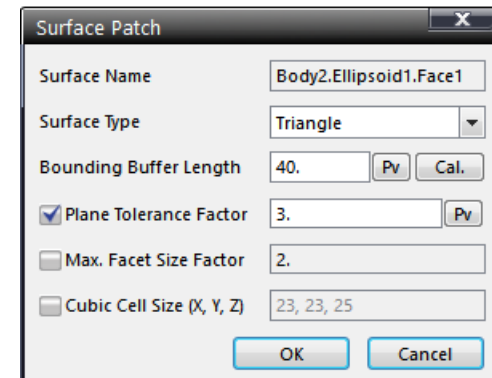 Surface Patch X
Surface Name Body2.Ellipsoid1.Face1
Surface Type Triangle
Bounding Buffer Length 40. Pv Cal.
Plane Tolerance Factor 3. Pv
Max. Facet Size Factor 2.
Cubic Cell Size (X, Y, Z) 23, 23, 25
OK Cancel